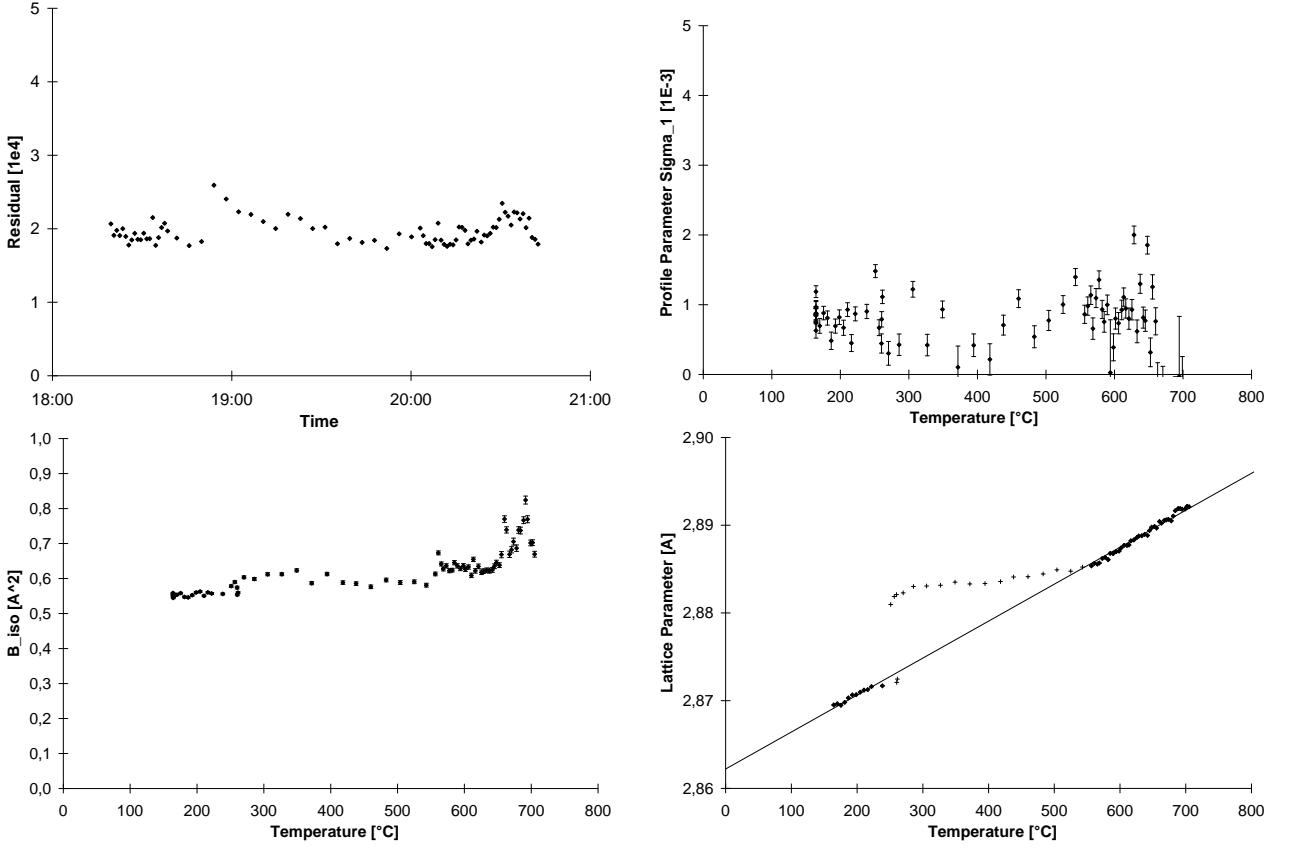 5
4
3
2
1
0
Residual [1e4]
18:00 19:00 20:00 21:00
Time
5
4
3
2
1
0
Profile Parameter Sigma_1 [1E-3]
0 100 200 300 400 500 600 700 800
Temperature [°C]
1,0
0,9
0,8
0,7
0,6
0,5
0,4
0,3
0,2
0,1
0,0
B_iso [A^2]
0 100 200 300 400 500 600 700 800
Temperature [°C]
2,90
2,89
2,88
2,87
2,86
Lattice Parameter [A]
0 100 200 300 400 500 600 700 800
Temperature [°C]